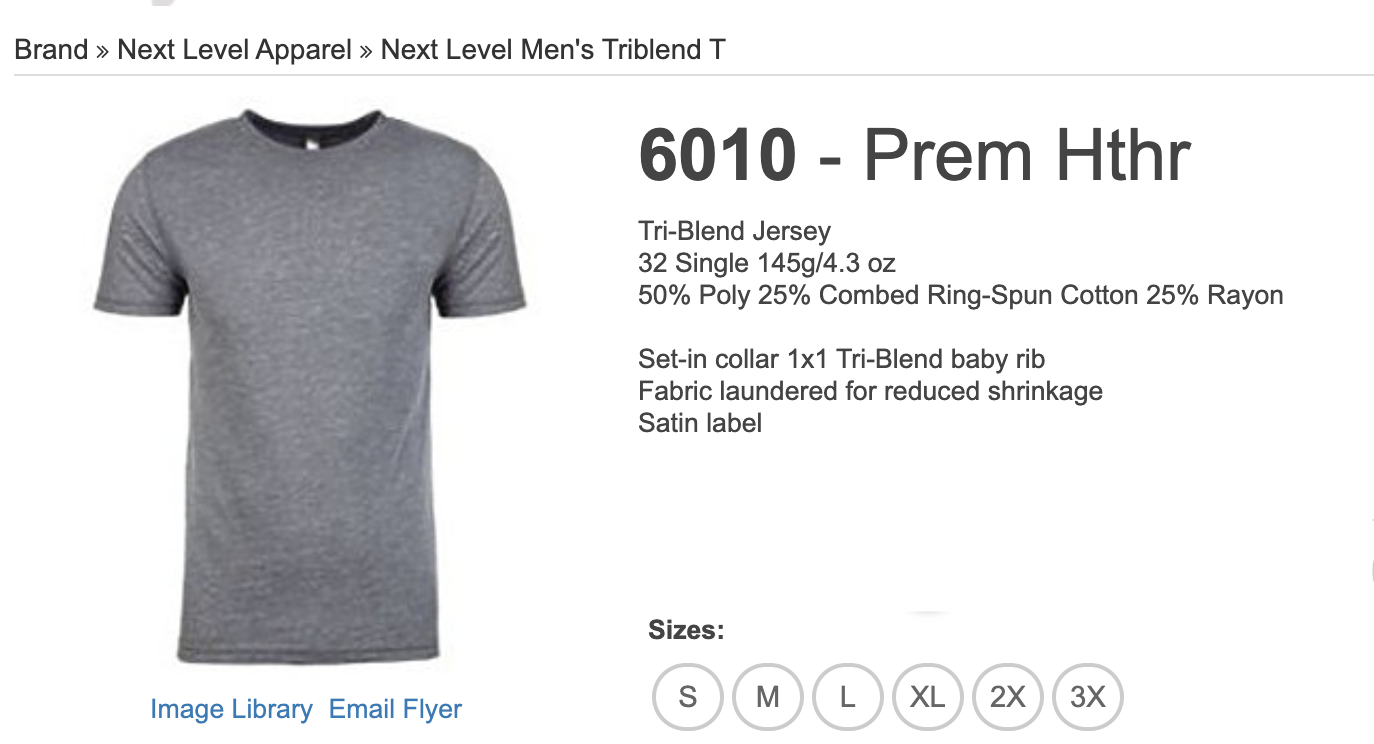 Brand » Next Level Apparel » Next Level Men's Triblend T
6010 - Prem Hthr
Tri-Blend Jersey
32 Single 145g/4.3 oz
50% Poly 25% Combed Ring-Spun Cotton 25% Rayon
Set-in collar 1x1 Tri-Blend baby rib
Fabric laundered for reduced shrinkage
Satin label
Sizes:
S M L XL 2X 3X
Image Library Email Flyer